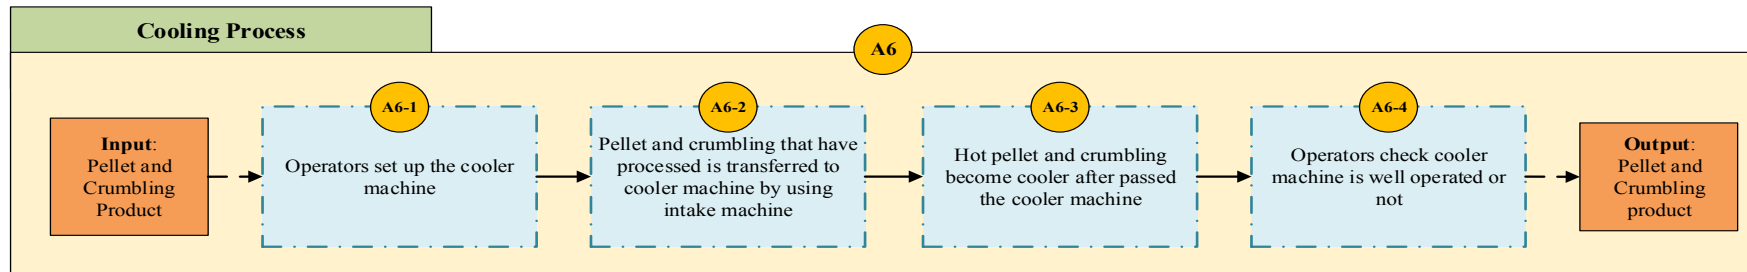 Cooling Process
A6
A6-1
A6-2
A6-3
A6-4
Input:
Pellet and
Crumbling
Product
Operators set up the cooler
machine
Pellet and crumbling that have
processed is transferred to
cooler machine by using
intake machine
Hot pellet and crumbling
become cooler after passed
the cooler machine
Operators check cooler
machine is well operated or
not
Output:
Pellet and
Crumbling
product